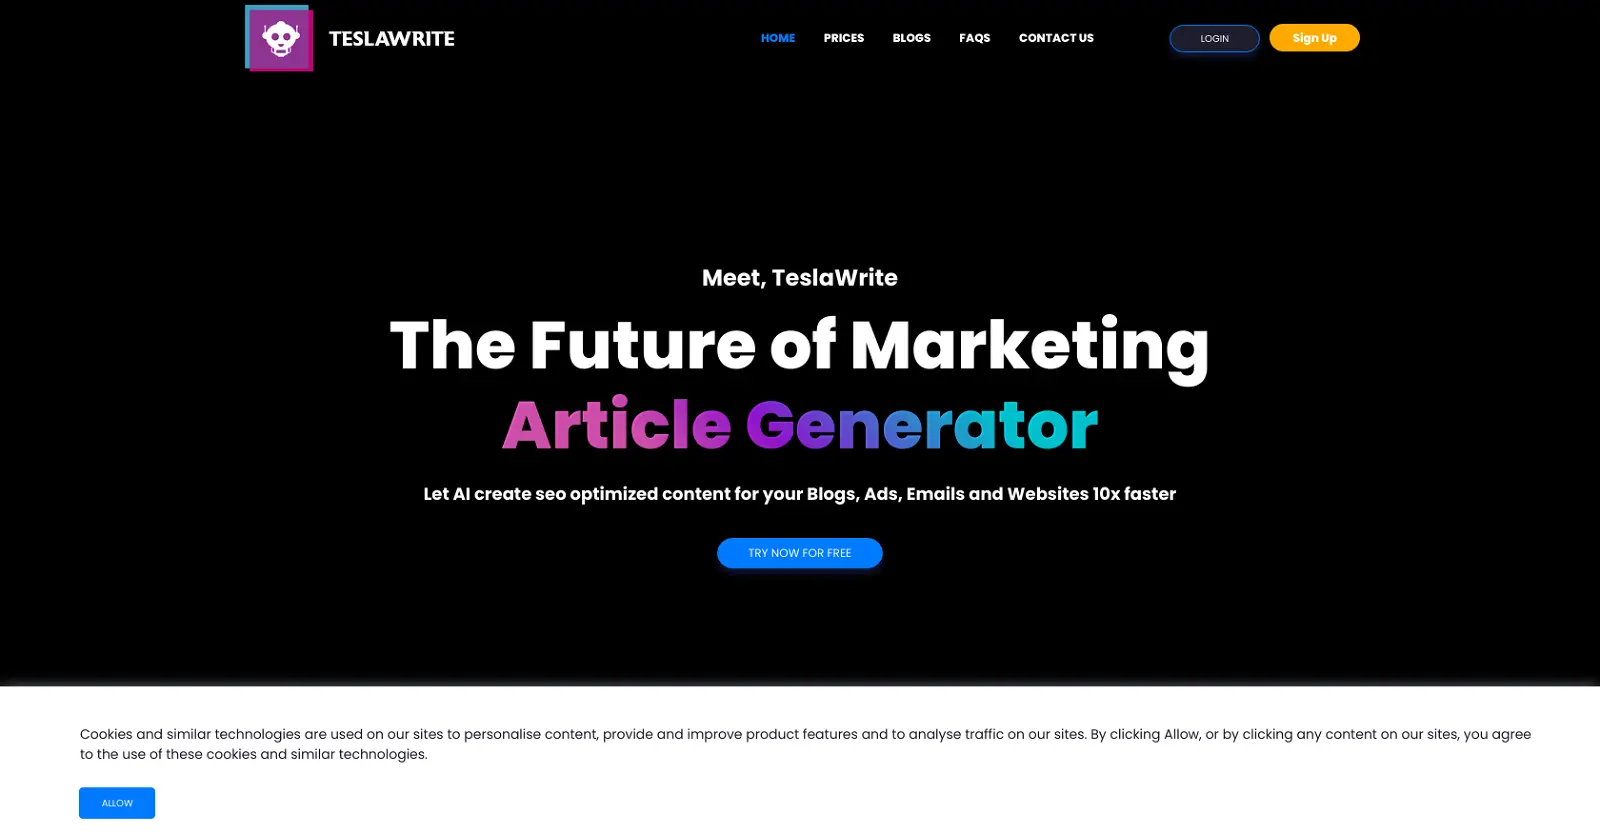 TESLAWRITE
HOME PRICES BLOGS FAQS CONTACT US LOGIN Sign Up
Meet, TeslaWrite
The Future of Marketing
Article Generator
Let AI create seo optimized content for your Blogs, Ads, Emails and Websites 10x faster
TRY NOW FOR FREE
Cookies and similar technologies are used on our sites to personalise content, provide and improve product features and to analyse traffic on our sites. By clicking Allow, or by clicking any content on our sites, you agree
to the use of these cookies and similar technologies.
ALLOW